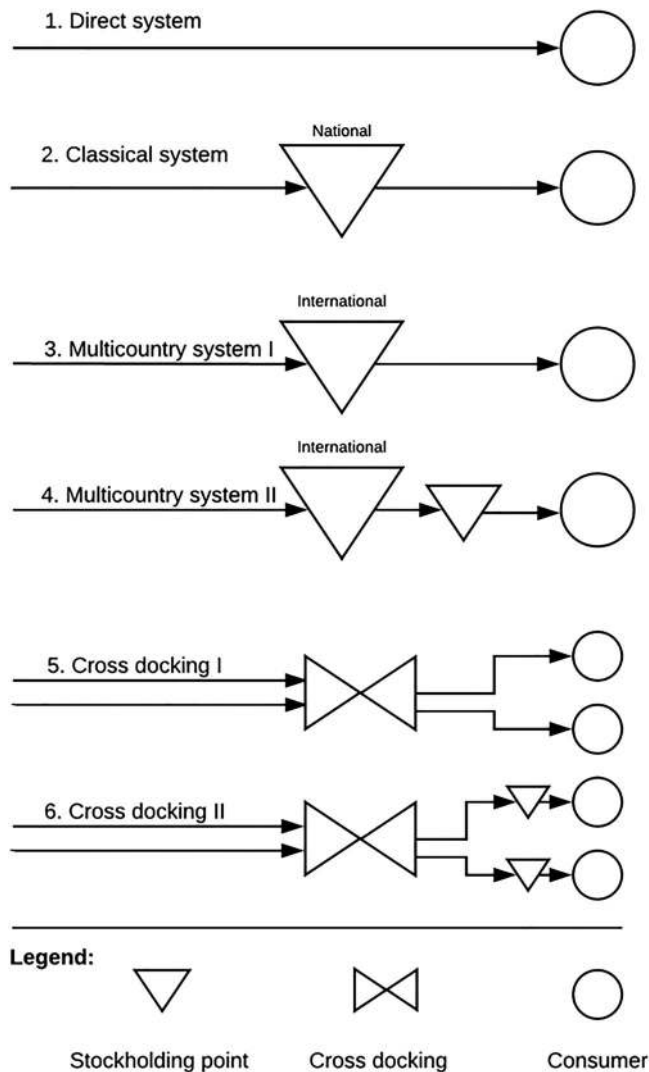 1. Direct system
National
2. Classical system
International
3. Multicountry system I
International
4. Multicountry system II
5. Cross docking I
6. Cross docking II
Legend:
Stockholding point
Cross docking
Consumer